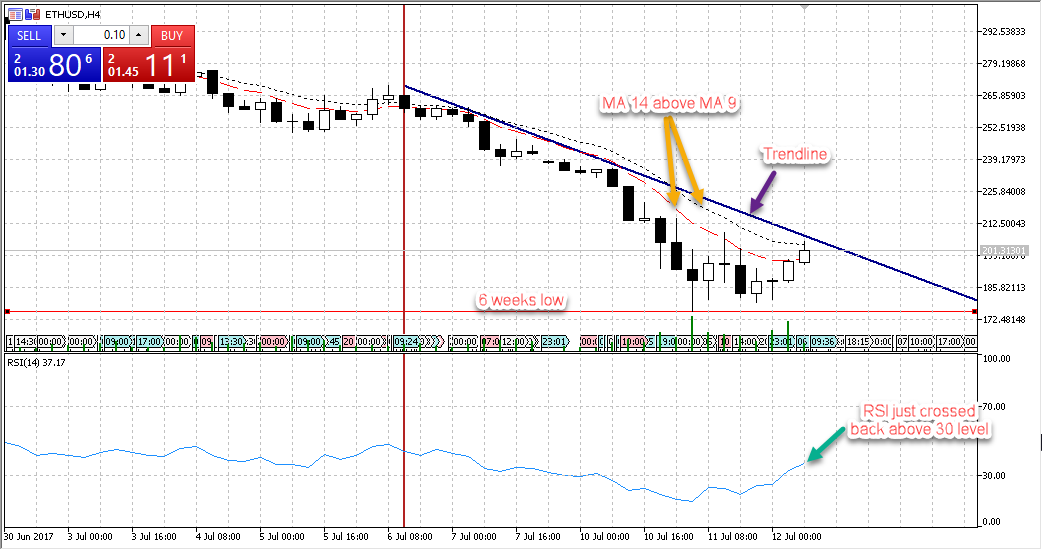 ETHUSD,H4
SELL 0.10 BUY
2 01.30 80 6
2 01.45 11 1
292.53833
279.19868
265.85903
252.51938
239.17973
225.84008
212.50043
201.31301
185.82113
172.48148
MA 14 above MA 9
Trendline
6 weeks low
RSI(14) 37.17
100.00
70.00
30.00
0.00
RSI just crossed
back above 30 level
30 Jun 2017 3 Jul 00:00 3 Jul 16:00 4 Jul 08:00 5 Jul 00:00 5 Jul 16:00 6 Jul 08:00 7 Jul 00:00 7 Jul 16:00 10 Jul 00:00 10 Jul 16:00 11 Jul 08:00 12 Jul 00:00